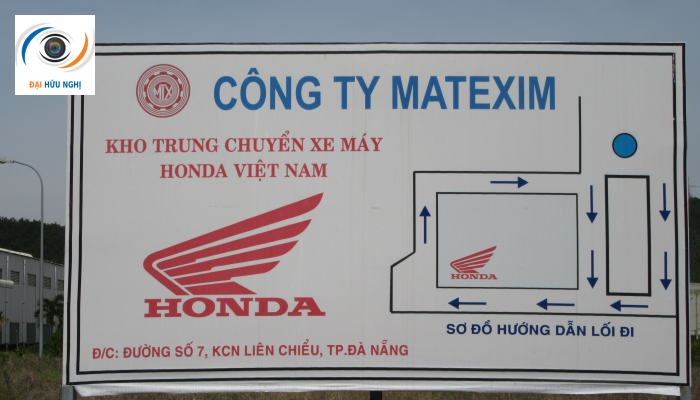 ĐẠI HỮU NGHỊ
MTX
CÔNG TY MATEXIM
KHO TRUNG CHUYỂN XE MÁY
HONDA VIỆT NAM
HONDA
HONDA
SƠ ĐỒ HƯỚNG DẪN LỐI ĐI
Đ/C: ĐƯỜNG SỐ 7, KCN LIÊN CHIỂU, TP.ĐÀ NẴNG